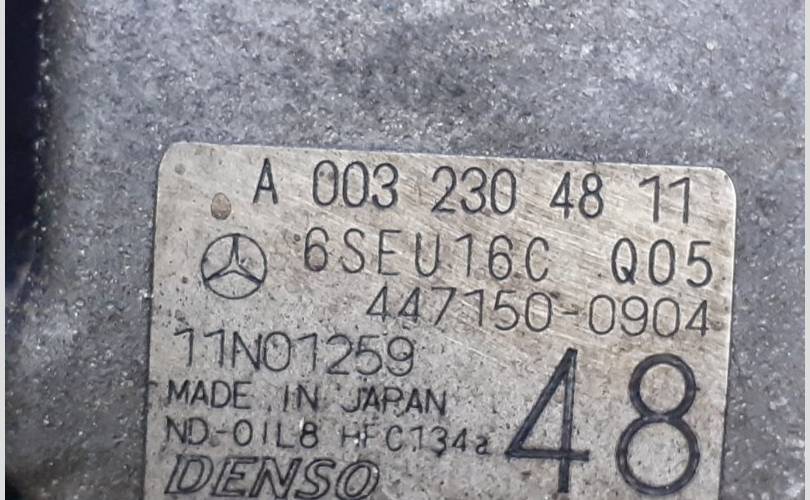 A 003 230 48 11
6SEU16C Q05
447150-0904
11N01259
MADE IN JAPAN
ND-OIL8 HFC134a
48
DENSO